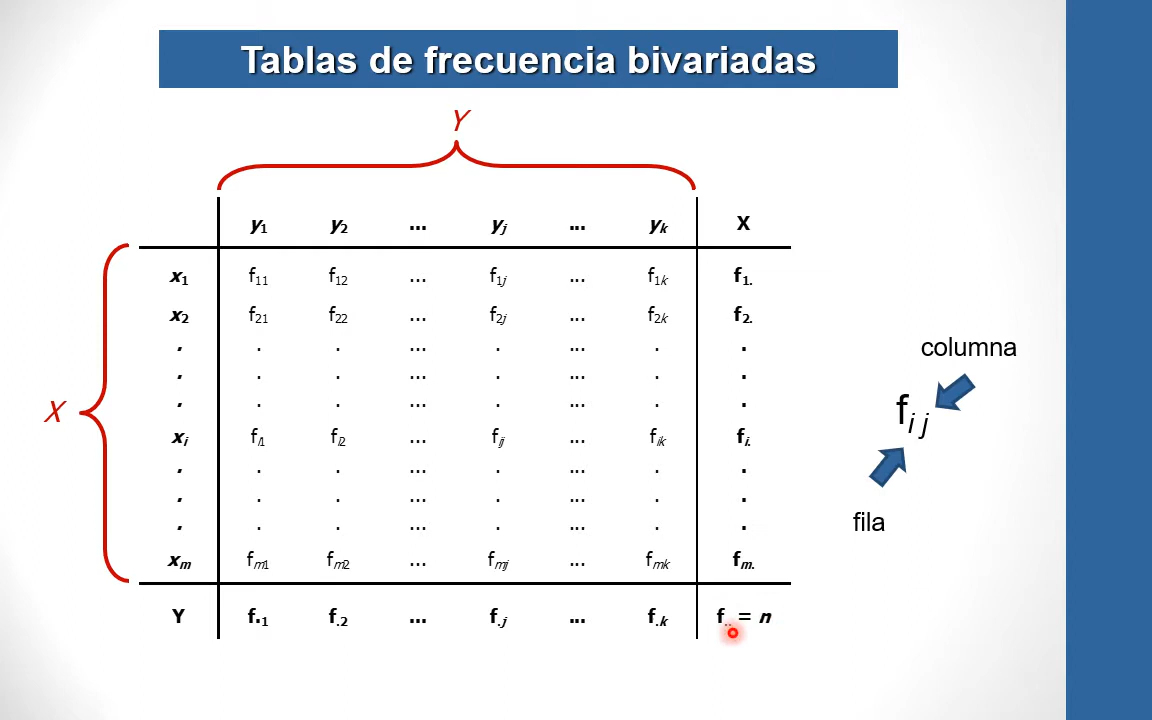 Tablas de frecuencia bivariadas
Y
y1 y2 ... yj ... yk X
x1 f11 f12 ... f1j ... f1k f1.
x2 f21 f22 ... f2j ... f2k f2.
. . . ... . ... . .
. . . ... . ... . .
. . . ... . ... . .
columna
X
fi j
xi fi1 fi2 ... fij ... fik fi.
. . . ... . ... . .
. . . ... . ... . .
. . . ... . ... . .
fila
xm fm1 fm2 ... fmj ... fmk fm.
Y f.1 f.2 ... f.j ... f.k f.. = n